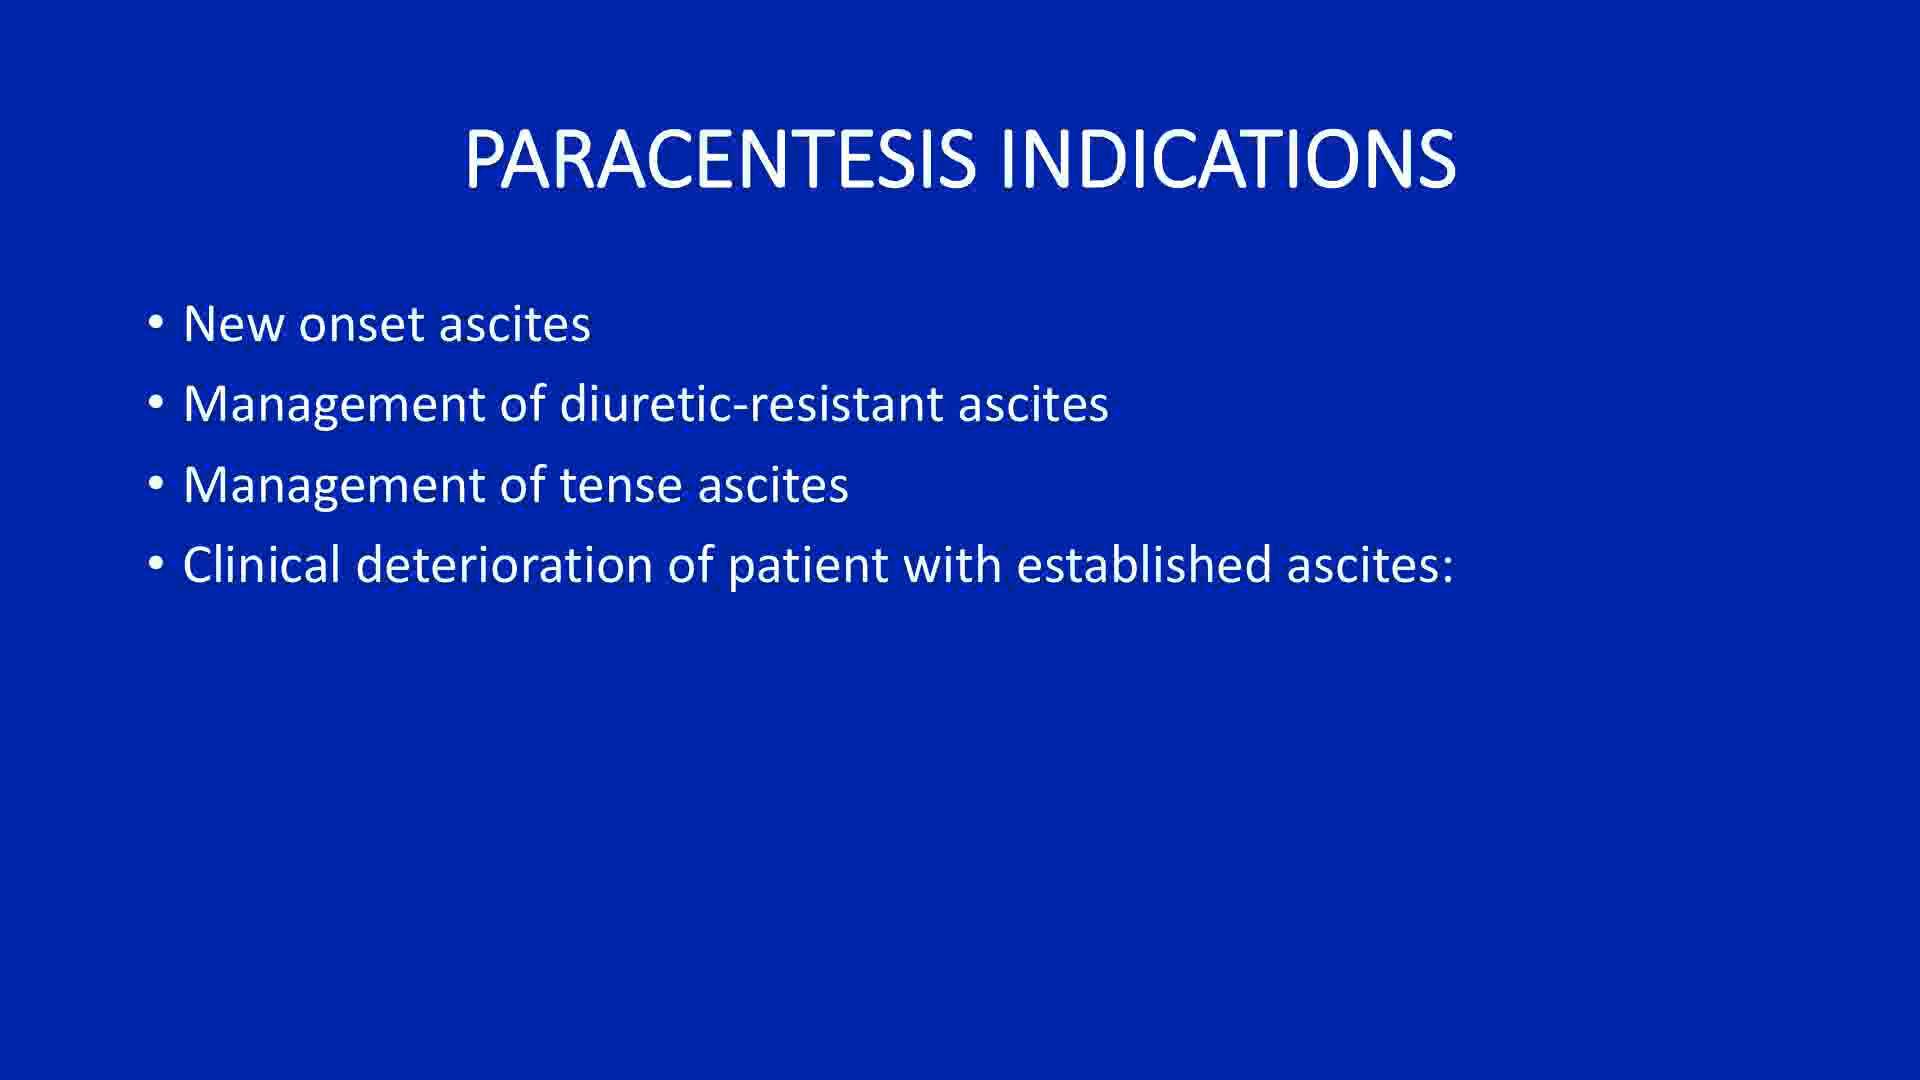 PARACENTESIS INDICATIONS
• New onset ascites
• Management of diuretic-resistant ascites
• Management of tense ascites
• Clinical deterioration of patient with established ascites: